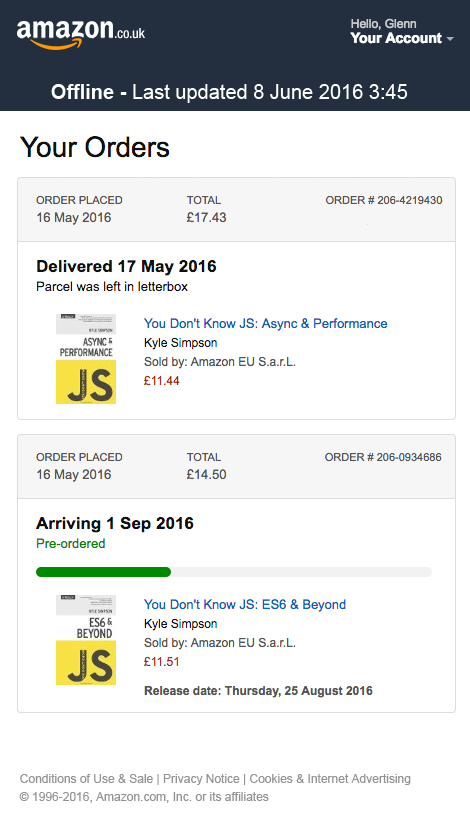 amazon.co.uk
Hello, Glenn
Your Account
Offline - Last updated 8 June 2016 3:45
Your Orders
ORDER PLACED TOTAL ORDER # 206-4219430
16 May 2016 £17.43
Delivered 17 May 2016
Parcel was left in letterbox
KYLE SIMPSON
ASYNC &
PERFORMANCE
JS
You Don't Know JS: Async & Performance
Kyle Simpson
Sold by: Amazon EU S.a.r.L.
£11.44
ORDER PLACED TOTAL ORDER # 206-0934686
16 May 2016 £14.50
Arriving 1 Sep 2016
Pre-ordered
KYLE SIMPSON
ES6 &
BEYOND
JS
You Don't Know JS: ES6 & Beyond
Kyle Simpson
Sold by: Amazon EU S.a.r.L.
£11.51
Release date: Thursday, 25 August 2016
Conditions of Use & Sale | Privacy Notice | Cookies & Internet Advertising
© 1996-2016, Amazon.com, Inc. or its affiliates